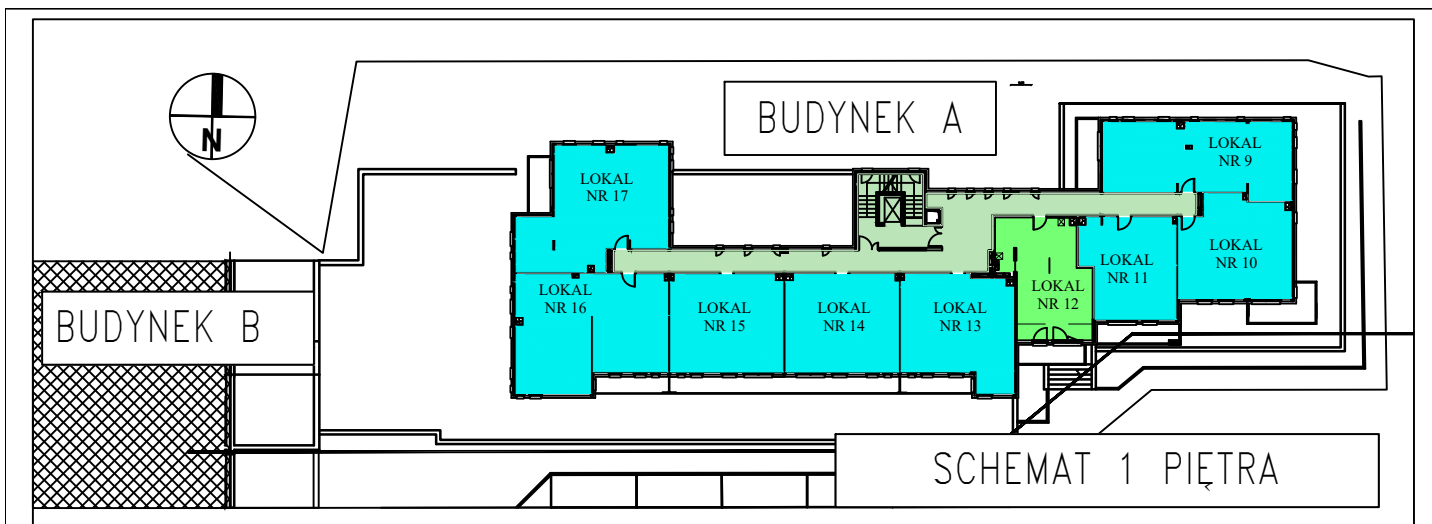 BUDYNEK A
N
LOKAL
NR 9
LOKAL
NR 17
LOKAL
NR 10
LOKAL
NR 11
LOKAL
NR 12
LOKAL
NR 16
LOKAL
NR 15
LOKAL
NR 14
LOKAL
NR 13
BUDYNEK B
SCHEMAT 1 PIĘTRA